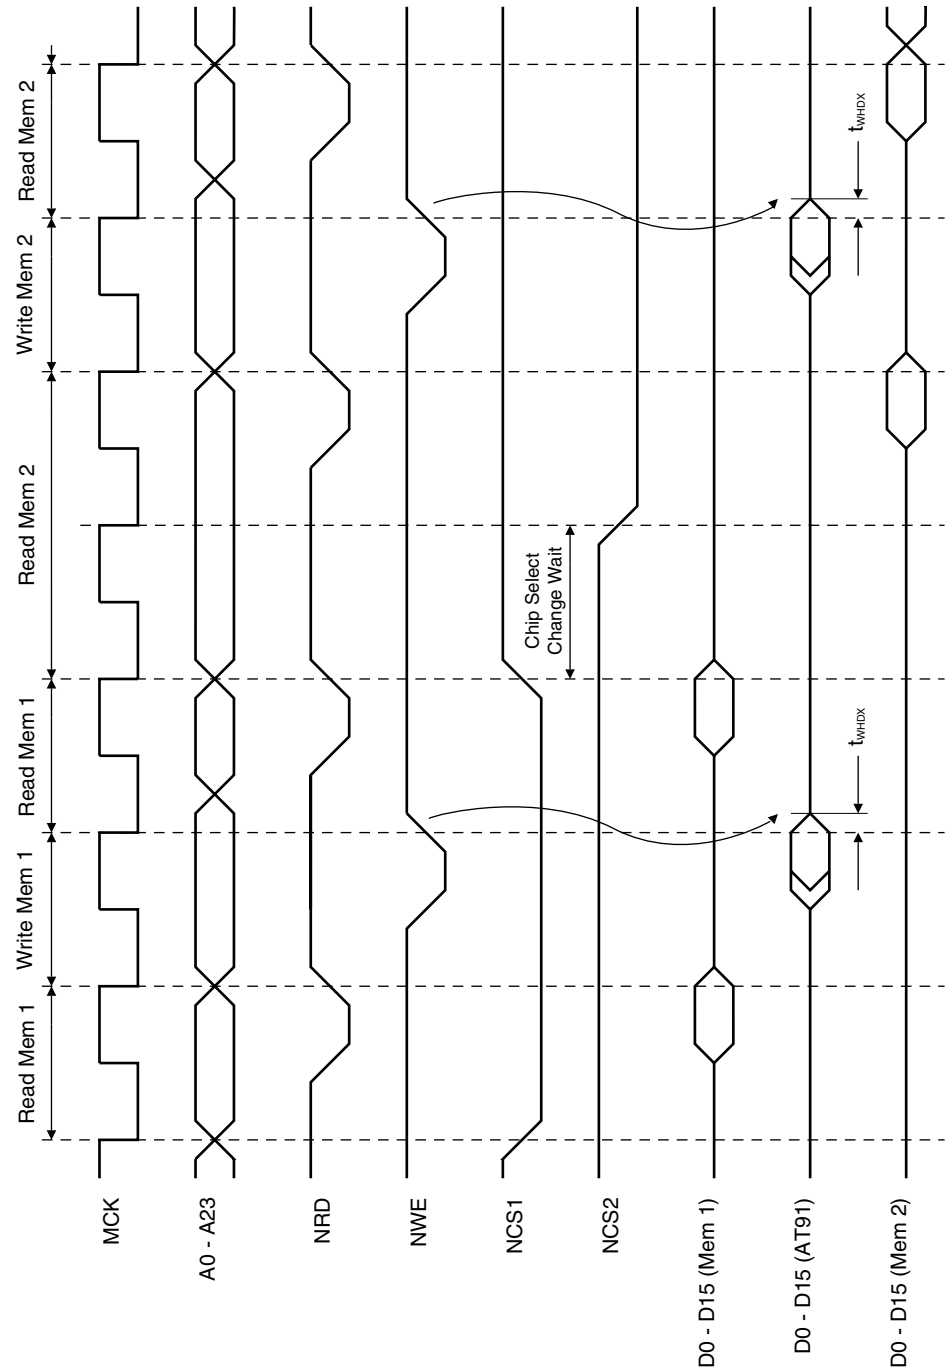 Read Mem 1
Write Mem 1
Read Mem 1
Read Mem 2
Write Mem 2
Read Mem 2
MCK
A0 - A23
NRD
NWE
NCS1
Chip Select
Change Wait
NCS2
D0 - D15 (Mem 1)
D0 - D15 (AT91)
tWHDX
tWHDX
D0 - D15 (Mem 2)